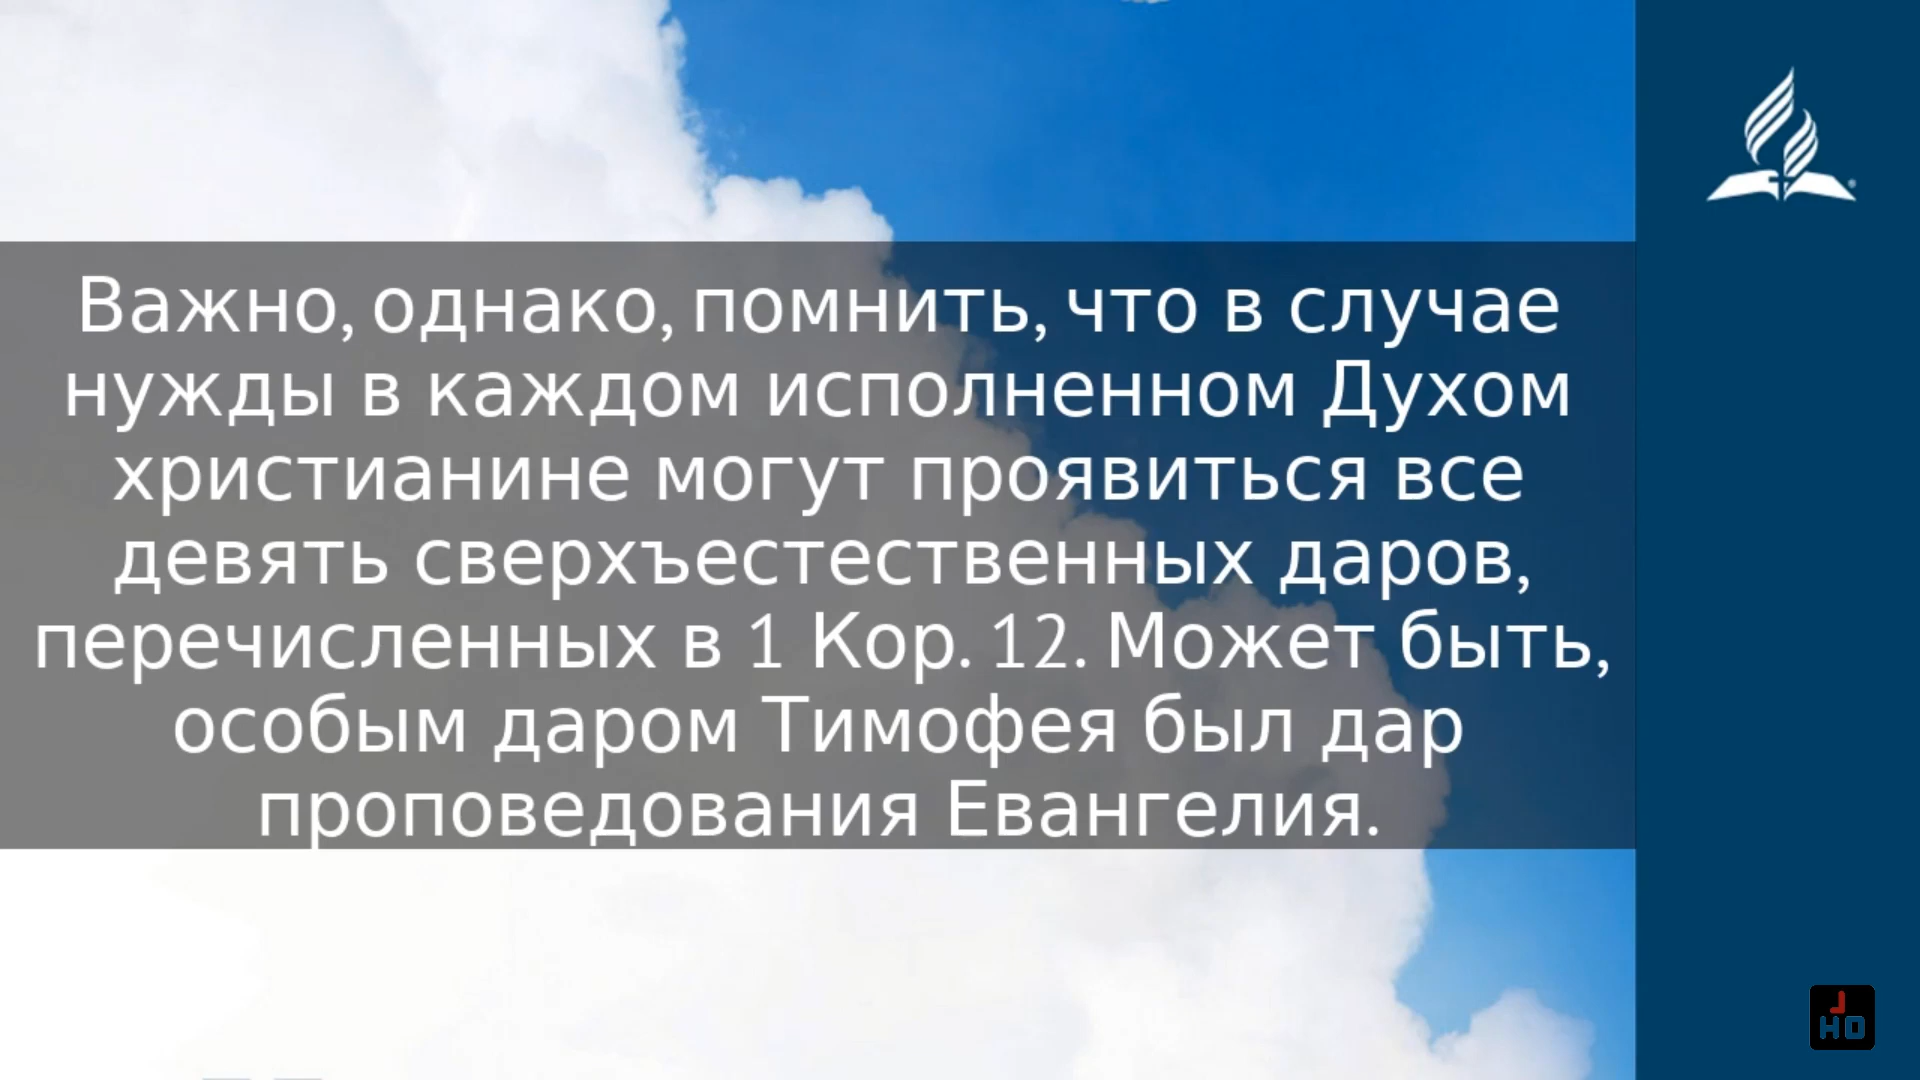 Важно, однако, помнить, что в случае
нужды в каждом исполненном Духом
христианине могут проявиться все
девять сверхъестественных даров,
перечисленных в 1 Кор. 12. Может быть,
особым даром Тимофея был дар
проповедования Евангелия.
J
HD